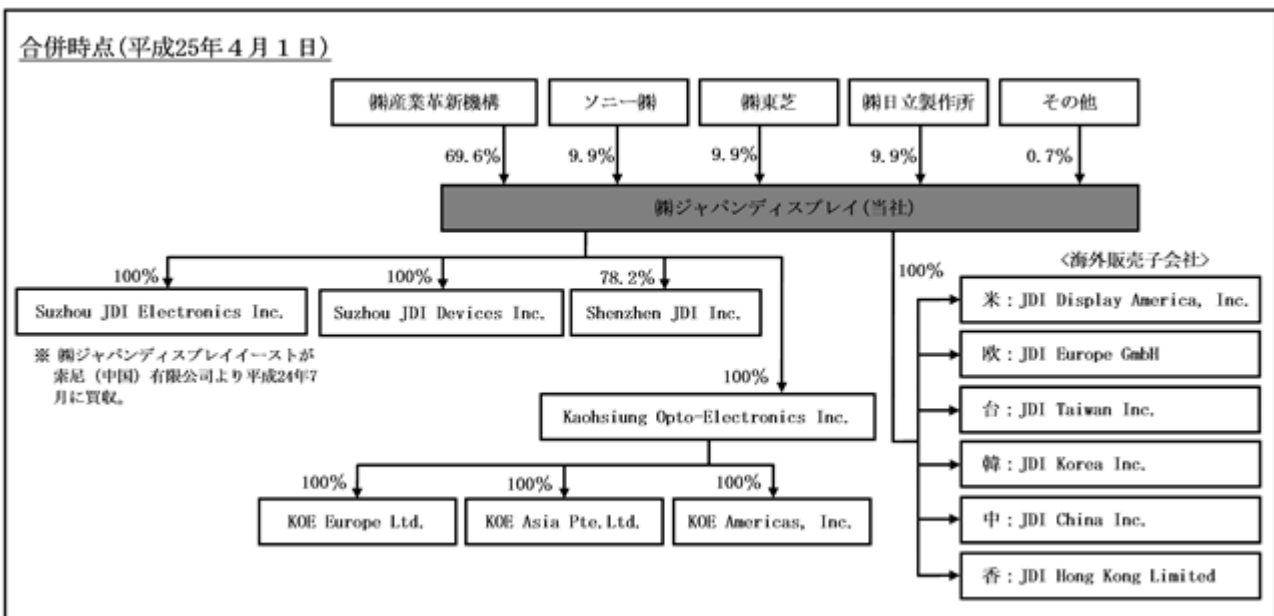 合併時点(平成25年4月1日)
㈱産業革新機構
ソニー㈱
㈱東芝
㈱日立製作所
その他
69.6%
9.9%
9.9%
9.9%
0.7%
㈱ジャパンディスプレイ(当社)
100%
100%
78.2%
100%
<海外販売子会社>
Suzhou JDI Electronics Inc.
Suzhou JDI Devices Inc.
Shenzhen JDI Inc.
米：JDI Display America, Inc.
※ ㈱ジャパンディスプレイイーストが
索尼（中国）有限公司より平成24年7
月に買収。
欧：JDI Europe GmbH
100%
Kaohsiung Opto-Electronics Inc.
台：JDI Taiwan Inc.
韓：JDI Korea Inc.
100%
100%
100%
KOE Europe Ltd.
KOE Asia Pte.Ltd.
KOE Americas, Inc.
中：JDI China Inc.
香：JDI Hong Kong Limited